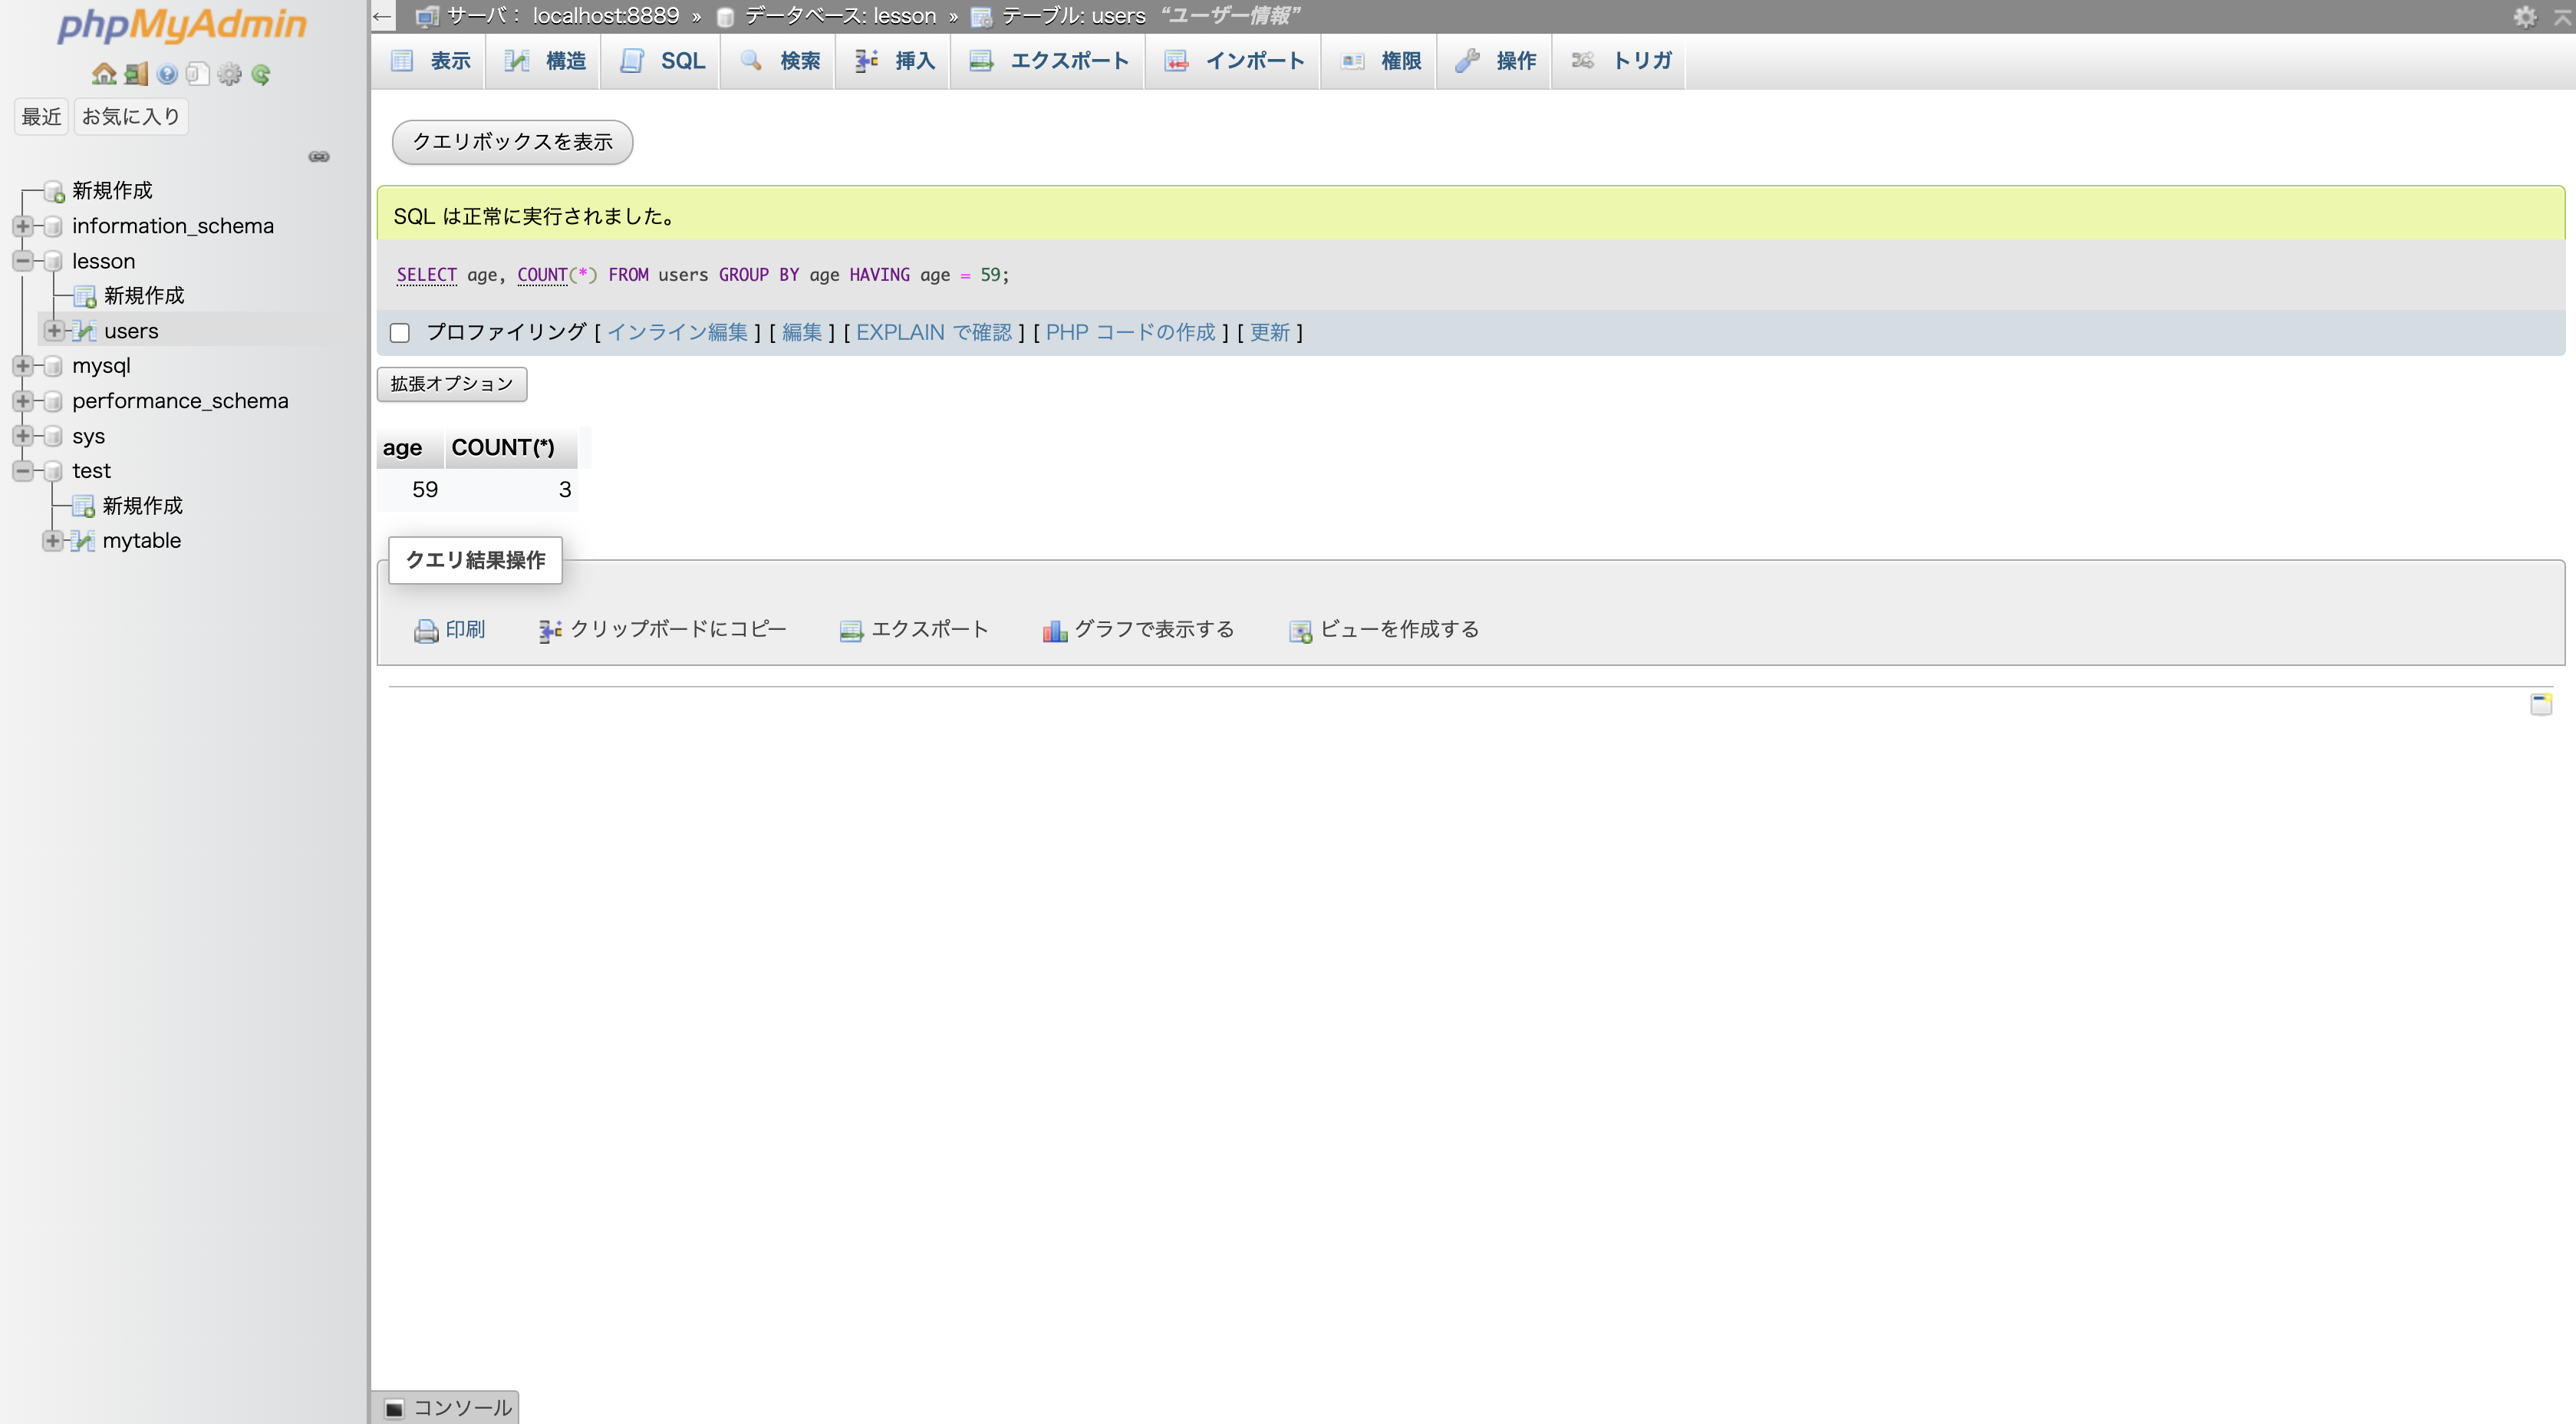 phpMyAdmin
最近 お気に入り
新規作成
information_schema
lesson
新規作成
users
mysql
performance_schema
sys
test
新規作成
mytable
サーバ： localhost:8889 » データベース: lesson » テーブル: users “ユーザー情報”
表示 構造 SQL 検索 挿入 エクスポート インポート 権限 操作 トリガ
クエリボックスを表示
SQL は正常に実行されました。
SELECT age, COUNT(*) FROM users GROUP BY age HAVING age = 59;
プロファイリング [ インライン編集 ] [ 編集 ] [ EXPLAIN で確認 ] [ PHP コードの作成 ] [ 更新 ]
拡張オプション
age COUNT(*)
59 3
クエリ結果操作
印刷 クリップボードにコピー エクスポート グラフで表示する ビューを作成する
コンソール